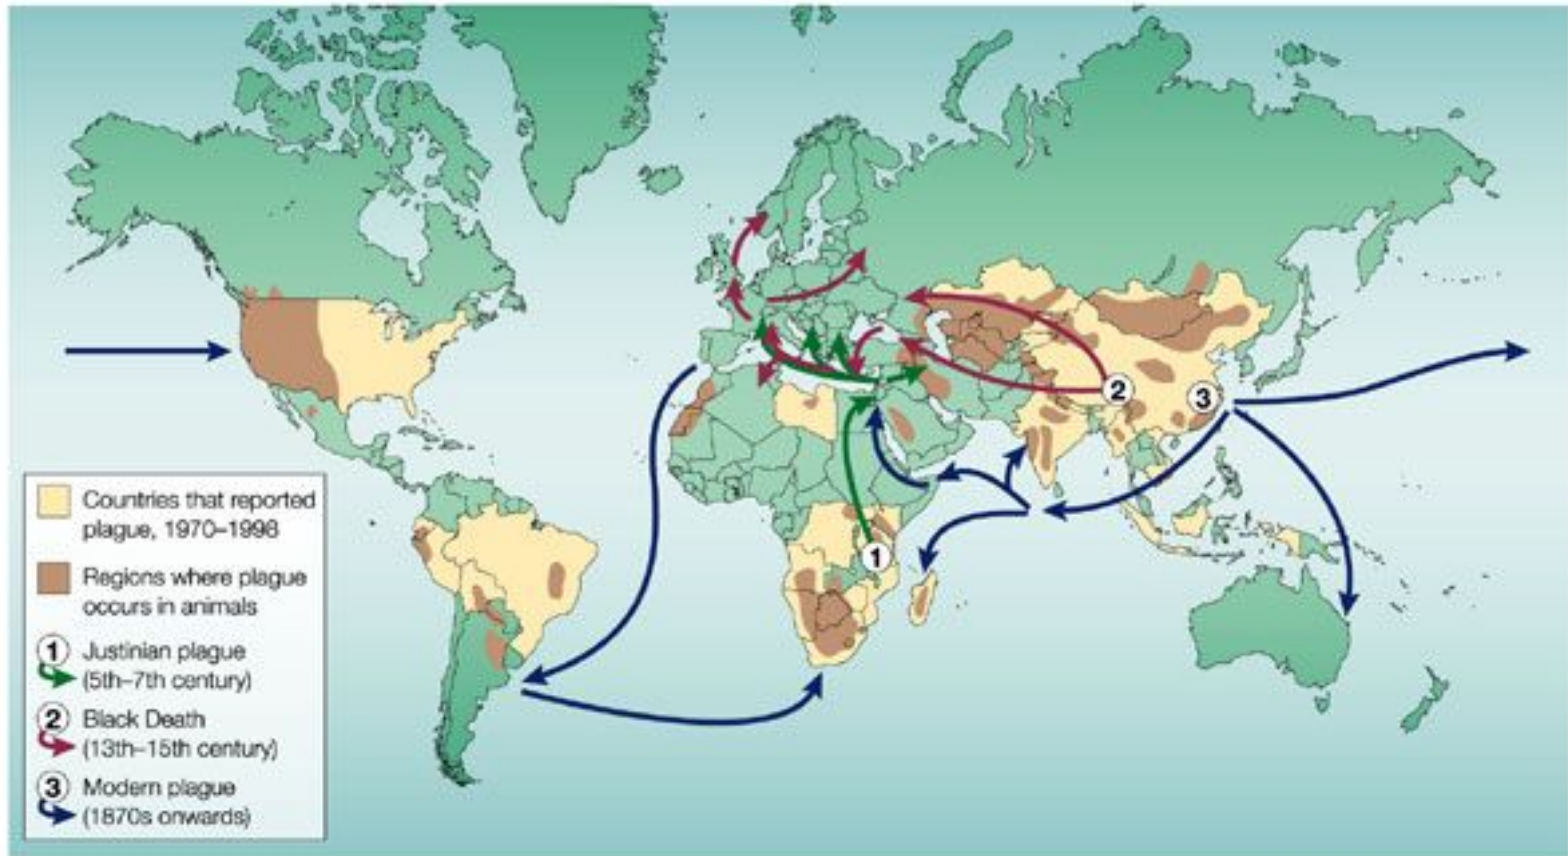 1
2
3
Countries that reported
plague, 1970–1998
Regions where plague
occurs in animals
1 Justinian plague
(5th–7th century)
2 Black Death
(13th–15th century)
3 Modern plague
(1870s onwards)